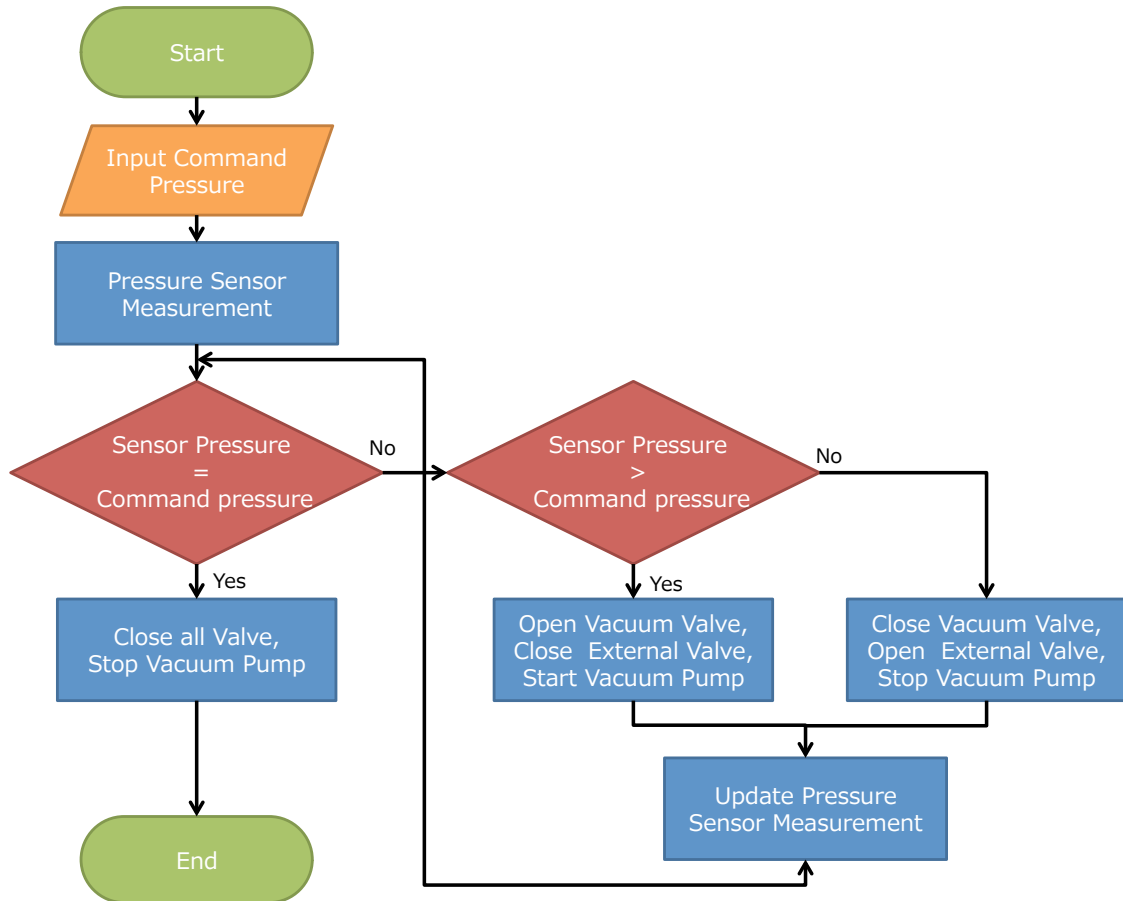 Start
Input Command
Pressure
Pressure Sensor
Measurement
Sensor Pressure
=
Command pressure
No
Sensor Pressure
>
Command pressure
No
Yes
Yes
Close all Valve,
Stop Vacuum Pump
Open Vacuum Valve,
Close External Valve,
Start Vacuum Pump
Close Vacuum Valve,
Open External Valve,
Stop Vacuum Pump
Update Pressure
Sensor Measurement
End